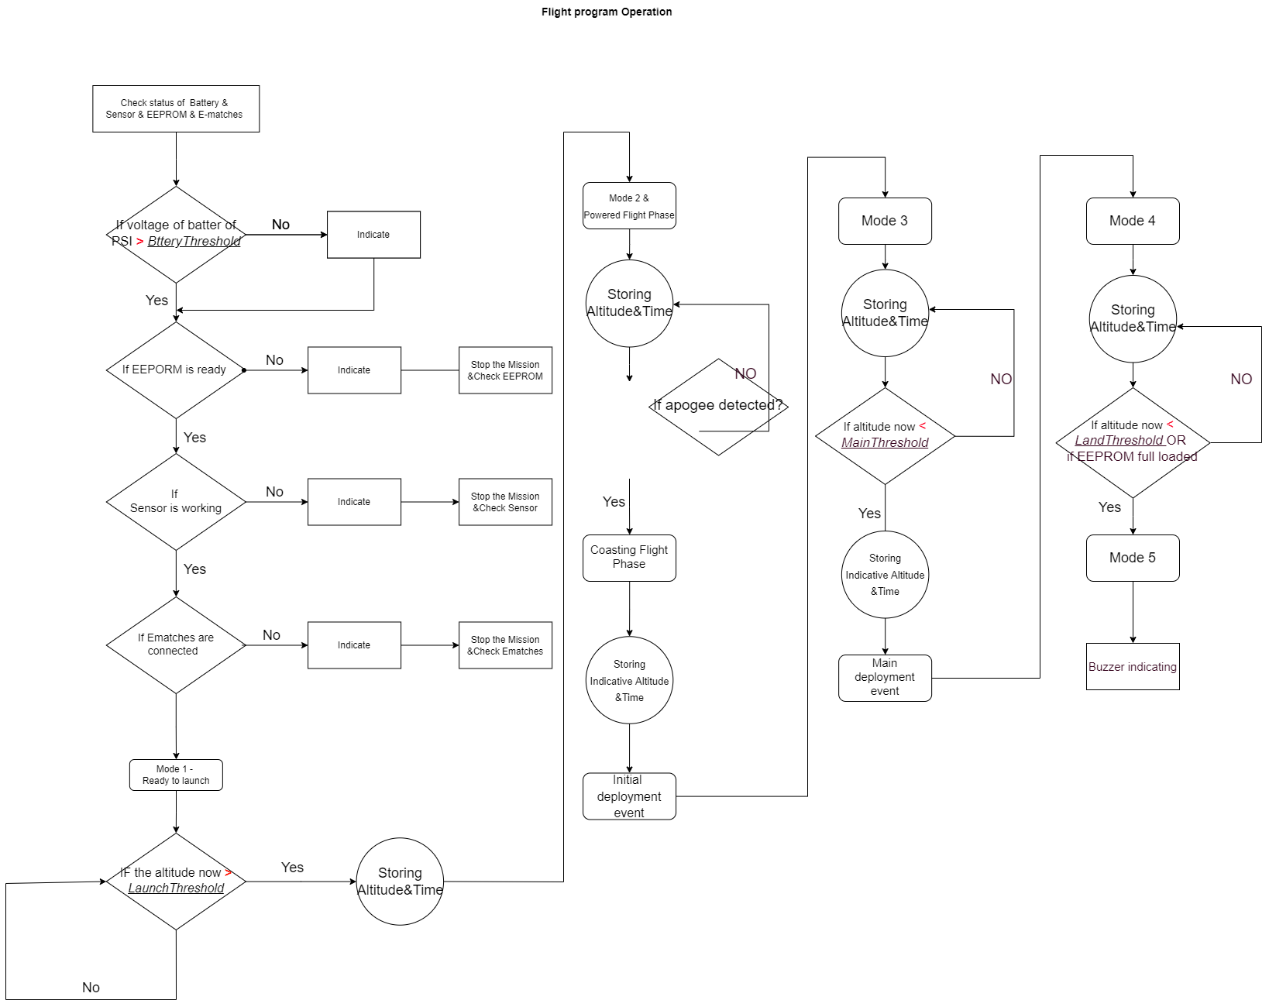 Flight program Operation
Check status of Battery &
Sensor & EEPROM & E-matches
If voltage of batter of
PSI > BtteryThreshold
No
Indicate
Yes
If EEPORM is ready
No
Indicate
Stop the Mission
&Check EEPROM
Yes
If
Sensor is working
No
Indicate
Stop the Mission
&Check Sensor
Yes
If Ematches are
connected
No
Indicate
Stop the Mission
&Check Ematches
Mode 1 -
Ready to launch
IF the altitude now >
LaunchThreshold
No
Yes
Storing
Altitude&Time
Mode 2 &
Powered Flight Phase
Storing
Altitude&Time
NO
If apogee detected?
Yes
Coasting Flight
Phase
Storing
Indicative Altitude
&Time
Initial
deployment
event
Mode 3
Storing
Altitude&Time
NO
If altitude now <
MainThreshold
Yes
Storing
Indicative Altitude
&Time
Main
deployment
event
Mode 4
Storing
Altitude&Time
NO
If altitude now <
LandThreshold OR
if EEPROM full loaded
Yes
Mode 5
Buzzer indicating